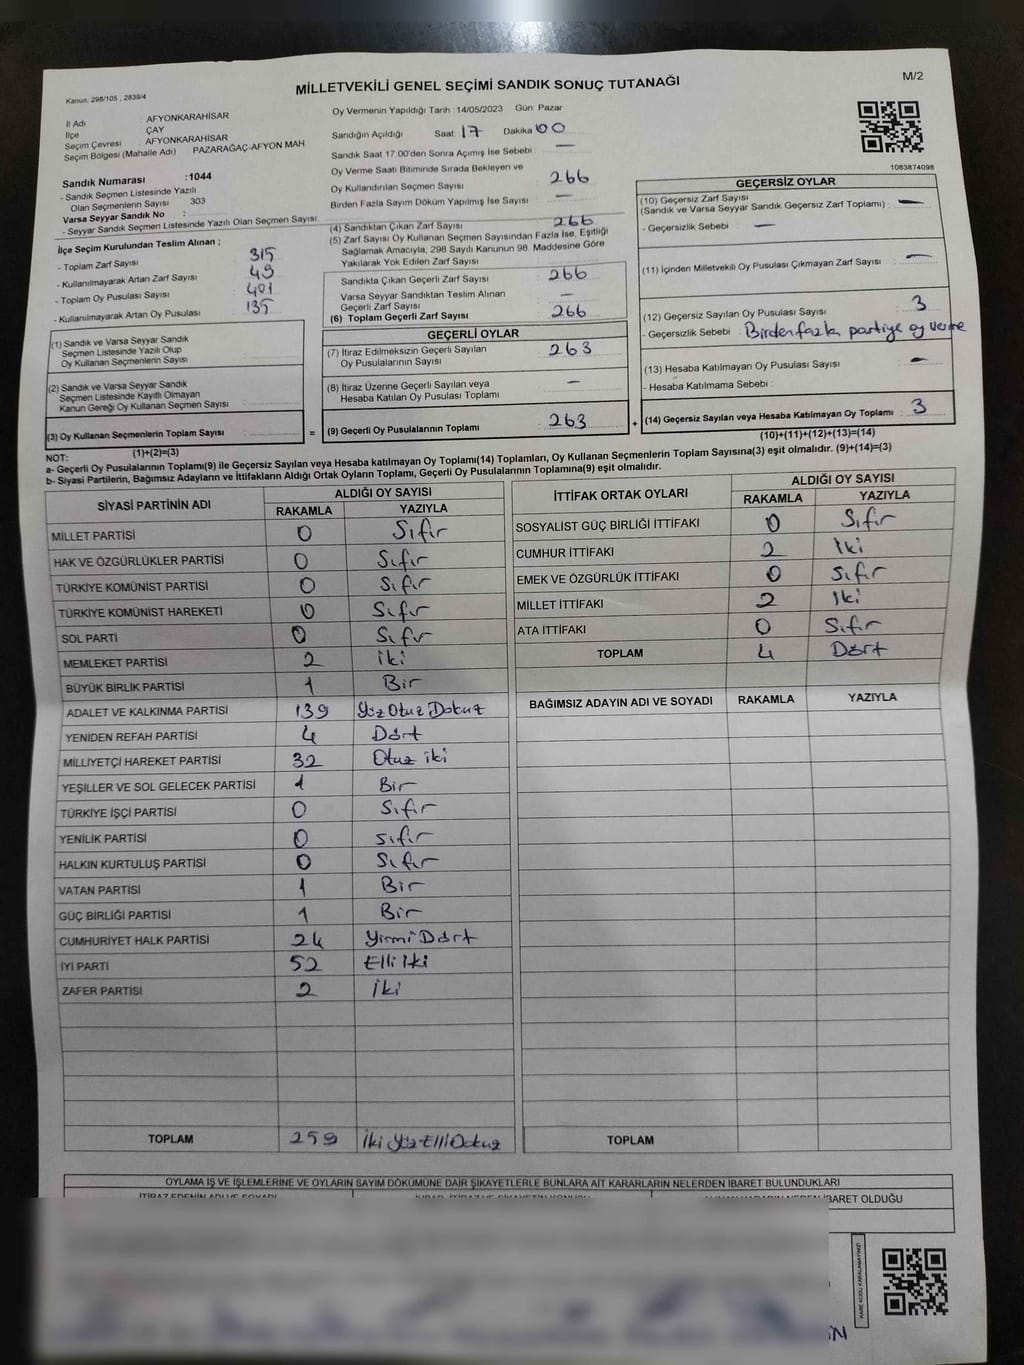 MİLLETVEKİLİ GENEL SEÇİMİ SANDIK SONUÇ TUTANAĞI
M/2
Kanun: 298/105 , 2839/4
İl Adı AFYONKARAHİSAR
İlçe ÇAY
Seçim Çevresi AFYONKARAHİSAR
Seçim Bölgesi (Mahalle Adı) PAZARAĞAÇ-AFYON MAH
Oy Vermenin Yapıldığı Tarih : 14/05/2023 Gün: Pazar
Sandığın Açıldığı Saat 17 Dakika 00
Sandık Saat 17:00'den Sonra Açımış İse Sebebi : —
Oy Verme Saati Bitiminde Sırada Bekleyen ve
Oy Kullandırılan Seçmen Sayısı : 266
Birden Fazla Sayım Döküm Yapılmış İse Sayısı : —
1083874098
Sandık Numarası :1044
- Sandık Seçmen Listesinde Yazılı
Olan Seçmenlerin Sayısı : 303
Varsa Seyyar Sandık No :
- Seyyar Sandık Seçmen Listesinde Yazılı Olan Seçmen Sayısı:
İlçe Seçim Kurulundan Teslim Alınan ;
- Toplam Zarf Sayısı : 315
- Kullanılmayarak Artan Zarf Sayısı : 49
- Toplam Oy Pusulası Sayısı : 401
- Kullanılmayarak Artan Oy Pusulası : 135
(1) Sandık ve Varsa Seyyar Sandık
Seçmen Listesinde Yazılı Olup
Oy Kullanan Seçmenlerin Sayısı :
(2) Sandık ve Varsa Seyyar Sandık
Seçmen Listesinde Kayıtlı Olmayan
Kanun Gereği Oy Kullanan Seçmen Sayısı :
(3) Oy Kullanan Seçmenlerin Toplam Sayısı :
(1)+(2)=(3)
(4) Sandıktan Çıkan Zarf Sayısı : 266
(5) Zarf Sayısı Oy Kullanan Seçmen Sayısından Fazla İse, Eşitliği
Sağlamak Amacıyla; 298 Sayılı Kanunun 98. Maddesine Göre
Yakılarak Yok Edilen Zarf Sayısı :
Sandıkta Çıkan Geçerli Zarf Sayısı : 266
Varsa Seyyar Sandıktan Teslim Alınan
Geçerli Zarf Sayısı : —
(6) Toplam Geçerli Zarf Sayısı : 266
GEÇERLİ OYLAR
(7) İtiraz Edilmeksizin Geçerli Sayılan
Oy Pusulalarının Sayısı : 263
(8) İtiraz Üzerine Geçerli Sayılan veya
Hesaba Katılan Oy Pusulası Toplamı : —
= (9) Geçerli Oy Pusulalarının Toplamı : 263
GEÇERSİZ OYLAR
(10) Geçersiz Zarf Sayısı
(Sandık ve Varsa Seyyar Sandık Geçersiz Zarf Toplamı) : —
- Geçersizlik Sebebi : —
(11) İçinden Milletvekili Oy Pusulası Çıkmayan Zarf Sayısı : —
(12) Geçersiz Sayılan Oy Pusulası Sayısı : 3
- Geçersizlik Sebebi : Birden fazla partiye oy verme
(13) Hesaba Katılmayan Oy Pusulası Sayısı : —
- Hesaba Katılmama Sebebi :
+ (14) Geçersiz Sayılan veya Hesaba Katılmayan Oy Toplamı : 3
(10)+(11)+(12)+(13)=(14)
NOT:
a- Geçerli Oy Pusulalarının Toplamı(9) ile Geçersiz Sayılan veya Hesaba katılmayan Oy Toplamı(14) Toplamları, Oy Kullanan Seçmenlerin Toplam Sayısına(3) eşit olmalıdır. (9)+(14)=(3)
b- Siyasi Partilerin, Bağımsız Adayların ve İttifakların Aldığı Ortak Oyların Toplamı, Geçerli Oy Pusulalarının Toplamına(9) eşit olmalıdır.
SİYASİ PARTİNİN ADI ALDIĞI OY SAYISI
RAKAMLA YAZIYLA
MİLLET PARTİSİ 0 Sıfır
HAK VE ÖZGÜRLÜKLER PARTİSİ 0 Sıfır
TÜRKİYE KOMÜNİST PARTİSİ 0 Sıfır
TÜRKİYE KOMÜNİST HAREKETİ 0 Sıfır
SOL PARTİ 0 Sıfır
MEMLEKET PARTİSİ 2 iki
BÜYÜK BİRLİK PARTİSİ 1 Bir
ADALET VE KALKINMA PARTİSİ 139 Yüz Otuz Dokuz
YENİDEN REFAH PARTİSİ 4 Dört
MİLLİYETÇİ HAREKET PARTİSİ 32 Otuz iki
YEŞİLLER VE SOL GELECEK PARTİSİ 1 Bir
TÜRKİYE İŞÇİ PARTİSİ 0 Sıfır
YENİLİK PARTİSİ 0 sıfır
HALKIN KURTULUŞ PARTİSİ 0 Sıfır
VATAN PARTİSİ 1 Bir
GÜÇ BİRLİĞİ PARTİSİ 1 Bir
CUMHURİYET HALK PARTİSİ 24 Yirmi Dört
İYİ PARTİ 52 Elli İki
ZAFER PARTİSİ 2 iki
TOPLAM 259 İki Yüz Elli Dokuz
İTTİFAK ORTAK OYLARI ALDIĞI OY SAYISI
RAKAMLA YAZIYLA
SOSYALİST GÜÇ BİRLİĞİ İTTİFAKI 0 Sıfır
CUMHUR İTTİFAKI 2 İki
EMEK VE ÖZGÜRLÜK İTTİFAKI 0 Sıfır
MİLLET İTTİFAKI 2 İki
ATA İTTİFAKI 0 Sıfır
TOPLAM 4 Dört
BAĞIMSIZ ADAYIN ADI VE SOYADI RAKAMLA YAZIYLA
TOPLAM
OYLAMA İŞ VE İŞLEMLERİNE VE OYLARIN SAYIM DÖKÜMÜNE DAİR ŞİKAYETLERLE BUNLARA AİT KARARLARIN NELERDEN İBARET BULUNDUKLARI
İTİRAZ EDENİN ADI VE SOYADI
İBARET OLDUĞU
KARE KODU KARALAMAYINIZ!